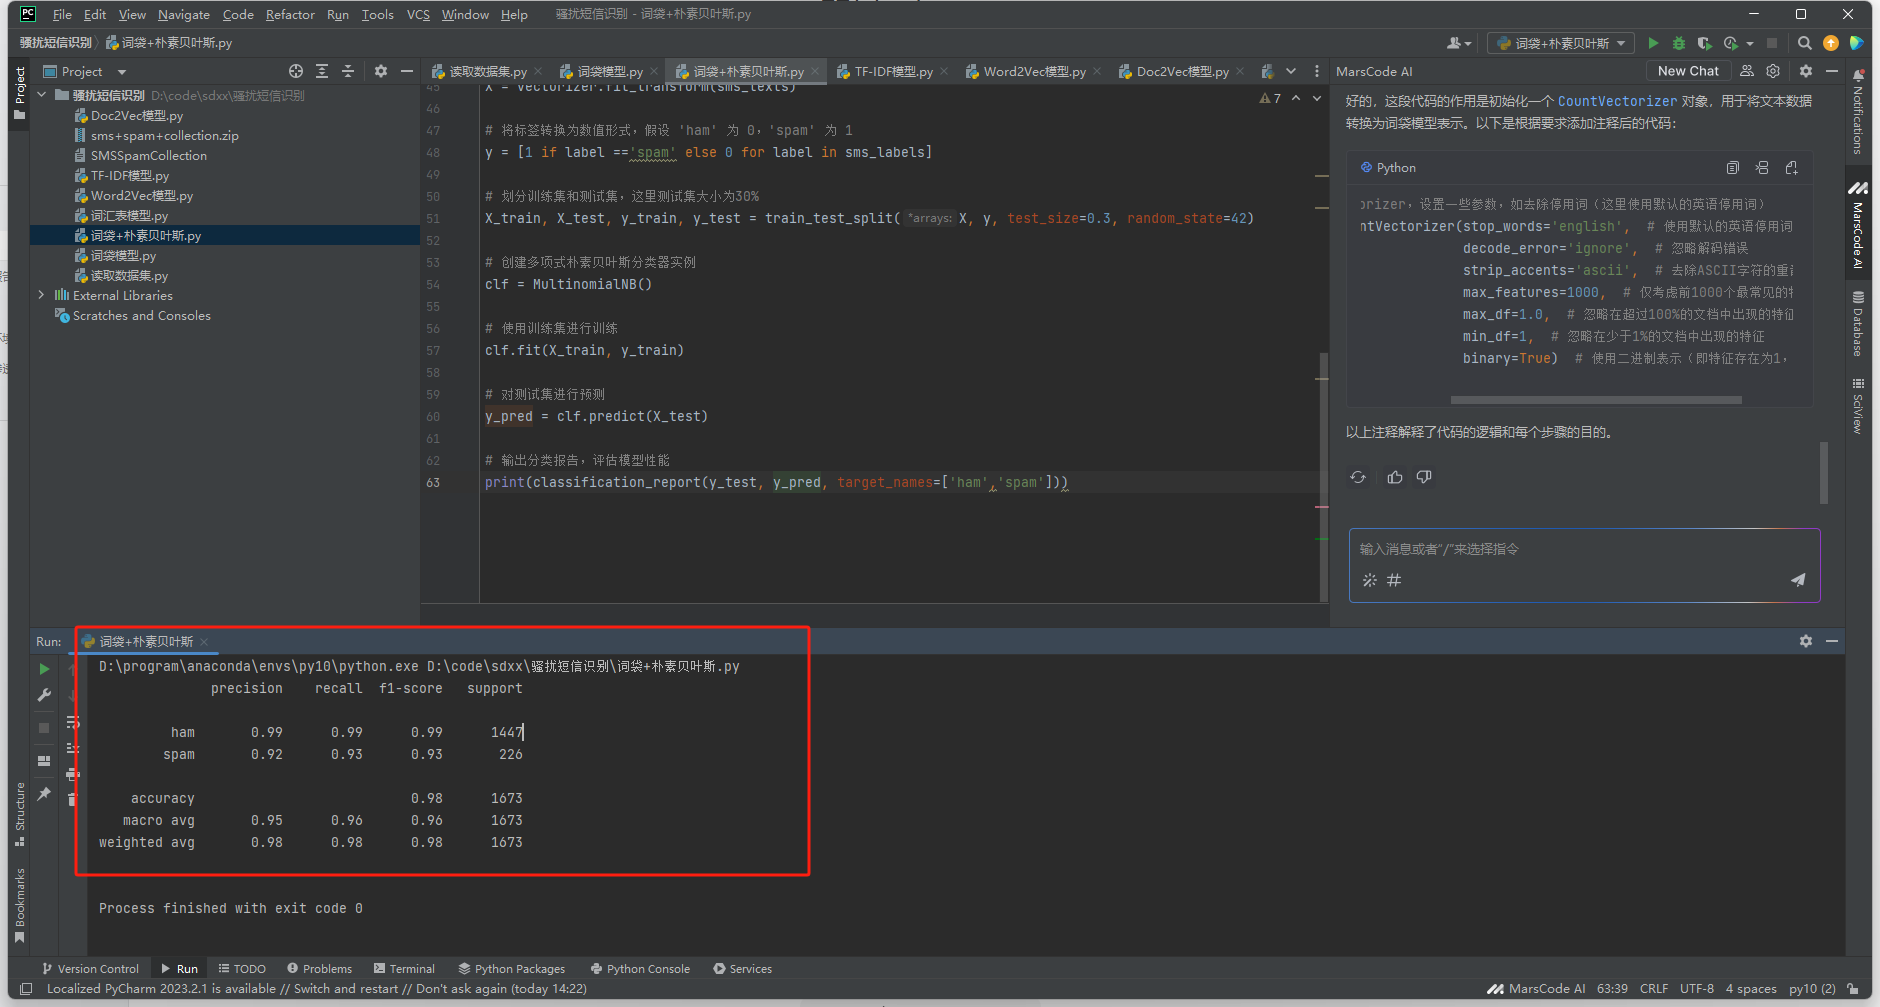 PC File Edit View Navigate Code Refactor Run Tools VCS Window Help 骚扰短信识别 - 词袋+朴素贝叶斯.py
骚扰短信识别 词袋+朴素贝叶斯.py
词袋+朴素贝叶斯
Project
Project
骚扰短信识别 D:\code\sdxx\骚扰短信识别
Doc2Vec模型.py
sms+spam+collection.zip
SMSSpamCollection
TF-IDF模型.py
Word2Vec模型.py
词汇表模型.py
词袋+朴素贝叶斯.py
词袋模型.py
读取数据集.py
External Libraries
Scratches and Consoles
读取数据集.py 词袋模型.py 词袋+朴素贝叶斯.py TF-IDF模型.py Word2Vec模型.py Doc2Vec模型.py
7
45 X = vectorizer.fit_transform(sms_texts)
46
47 # 将标签转换为数值形式，假设 'ham' 为 0，'spam' 为 1
48 y = [1 if label =='spam' else 0 for label in sms_labels]
49
50 # 划分训练集和测试集，这里测试集大小为30%
51 X_train, X_test, y_train, y_test = train_test_split( *arrays: X, y, test_size=0.3, random_state=42)
52
53 # 创建多项式朴素贝叶斯分类器实例
54 clf = MultinomialNB()
55
56 # 使用训练集进行训练
57 clf.fit(X_train, y_train)
58
59 # 对测试集进行预测
60 y_pred = clf.predict(X_test)
61
62 # 输出分类报告，评估模型性能
63 print(classification_report(y_test, y_pred, target_names=['ham','spam']))
MarsCode AI New Chat
好的，这段代码的作用是初始化一个 CountVectorizer 对象，用于将文本数据
转换为词袋模型表示。以下是根据要求添加注释后的代码：
Python
orizer，设置一些参数，如去除停用词（这里使用默认的英语停用词）
ntVectorizer(stop_words='english', # 使用默认的英语停用词
decode_error='ignore', # 忽略解码错误
strip_accents='ascii', # 去除ASCII字符的重
max_features=1000, # 仅考虑前1000个最常见的
max_df=1.0, # 忽略在超过100%的文档中出现的特征
min_df=1, # 忽略在少于1%的文档中出现的特征
binary=True) # 使用二进制表示（即特征存在为1，
以上注释解释了代码的逻辑和每个步骤的目的。
输入消息或者“/”来选择指令
#
Notifications
MarsCode AI
Database
SciView
Run: 词袋+朴素贝叶斯
D:\program\anaconda\envs\py10\python.exe D:\code\sdxx\骚扰短信识别\词袋+朴素贝叶斯.py
precision recall f1-score support
ham 0.99 0.99 0.99 1447
spam 0.92 0.93 0.93 226
accuracy 0.98 1673
macro avg 0.95 0.96 0.96 1673
weighted avg 0.98 0.98 0.98 1673
Process finished with exit code 0
Structure
Bookmarks
Version Control Run TODO Problems Terminal Python Packages Python Console Services
Localized PyCharm 2023.2.1 is available // Switch and restart // Don't ask again (today 14:22)
MarsCode AI 63:39 CRLF UTF-8 4 spaces py10 (2)